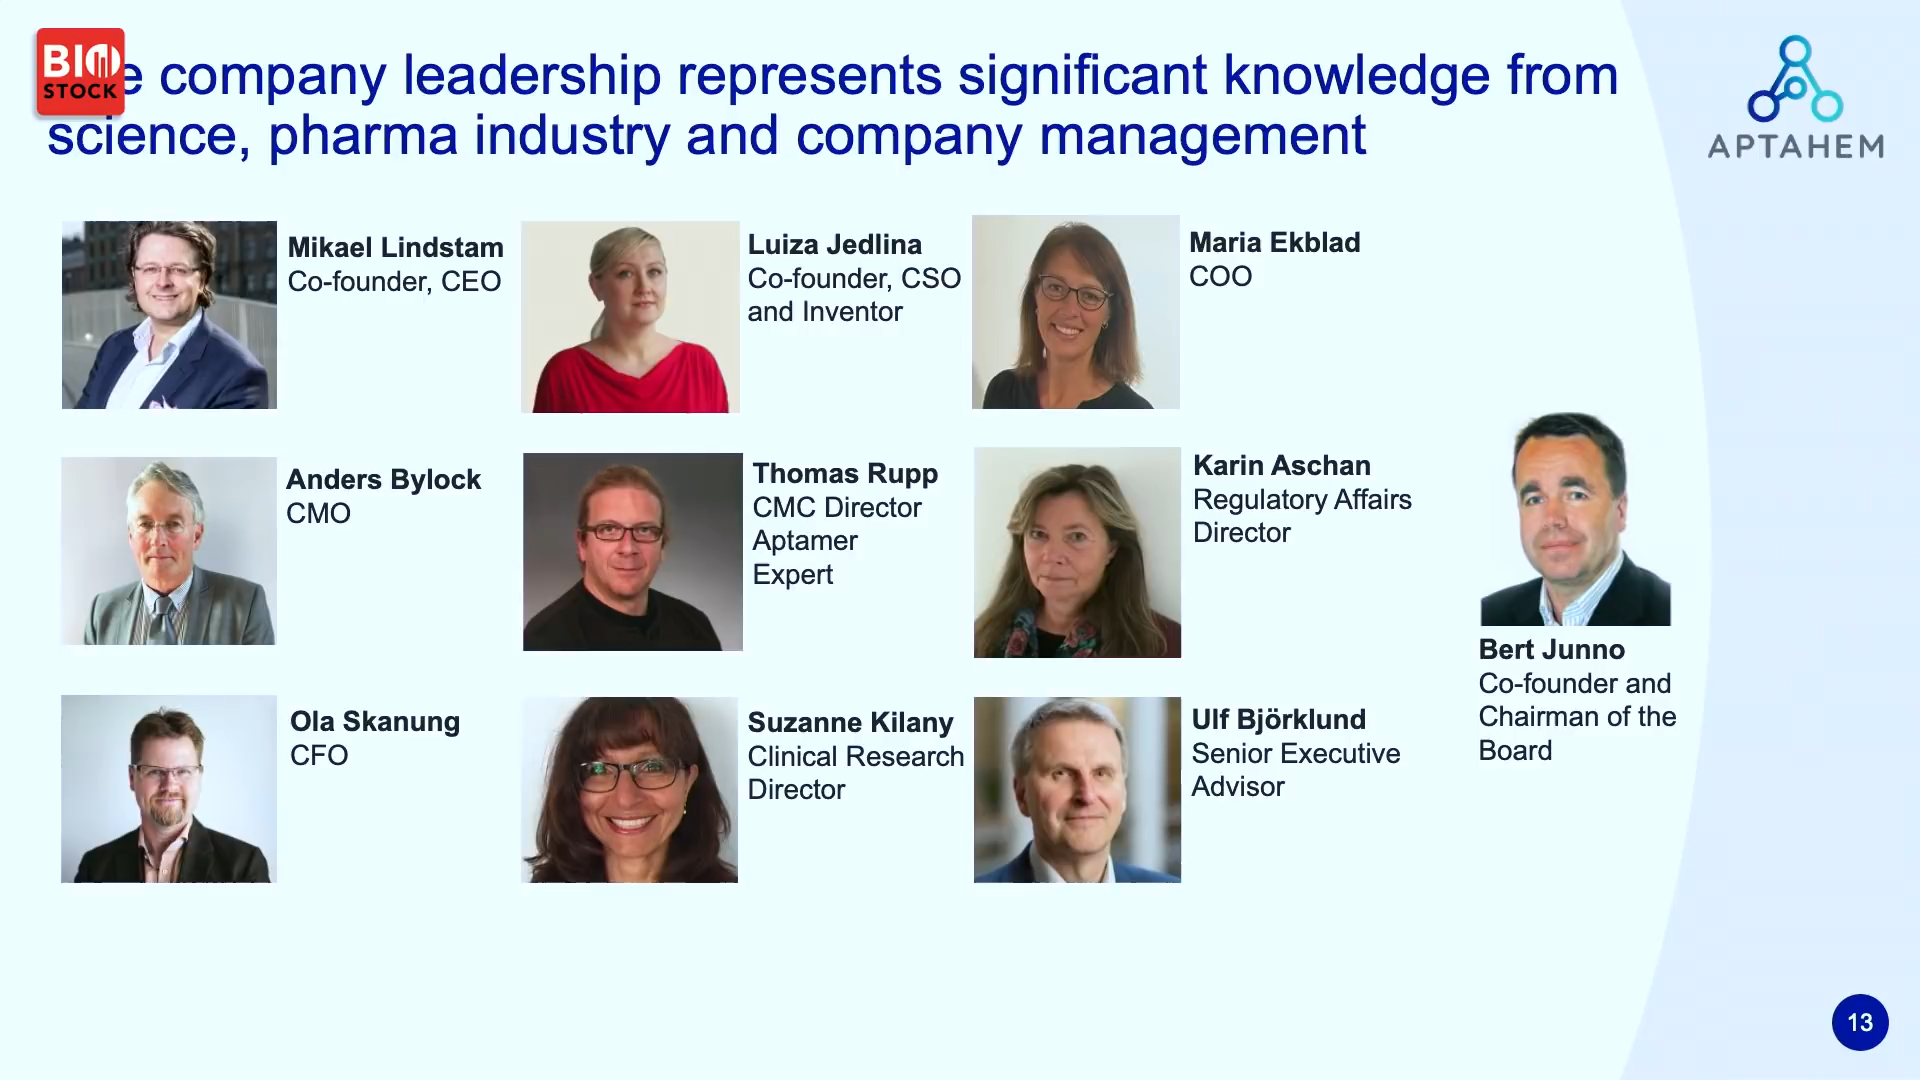 BIO
STOCK
e company leadership represents significant knowledge from
science, pharma industry and company management
APTAHEM
Mikael Lindstam
Co-founder, CEO
Luiza Jedlina
Co-founder, CSO
and Inventor
Maria Ekblad
COO
Anders Bylock
CMO
Thomas Rupp
CMC Director
Aptamer
Expert
Karin Aschan
Regulatory Affairs
Director
Bert Junno
Co-founder and
Chairman of the
Board
Ola Skanung
CFO
Suzanne Kilany
Clinical Research
Director
Ulf Björklund
Senior Executive
Advisor
13